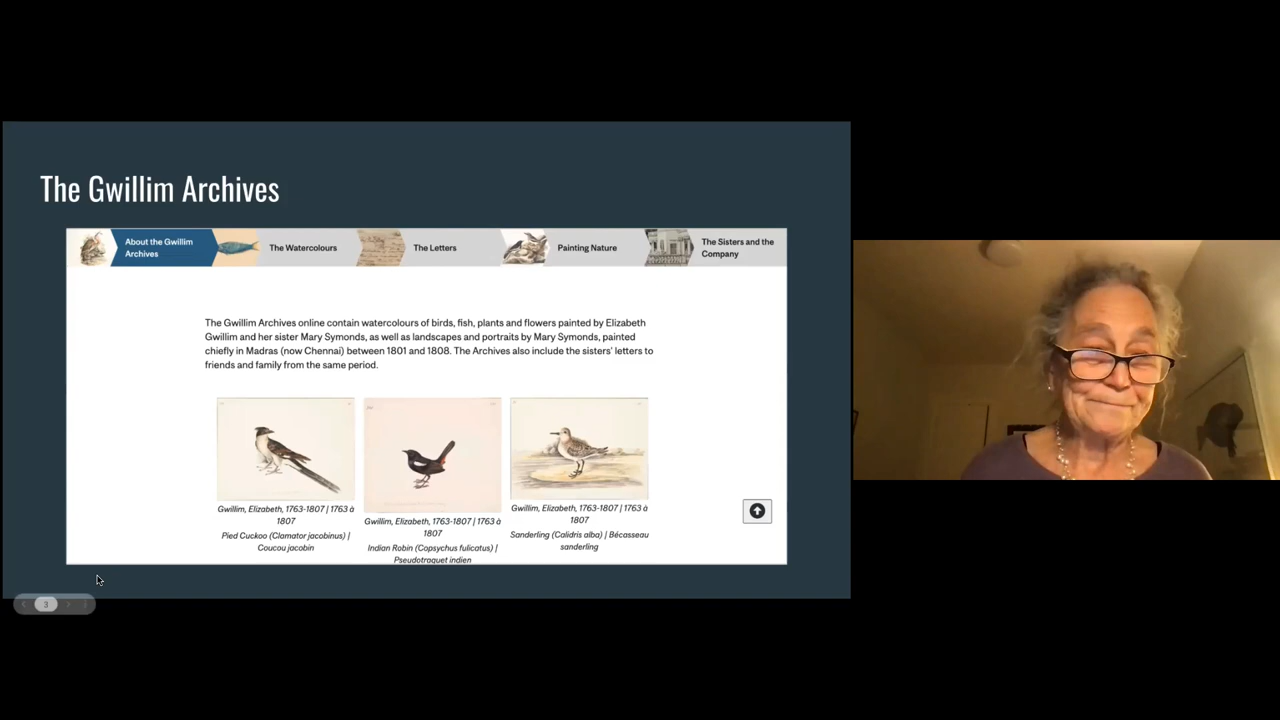 The Gwillim Archives
About the Gwillim
Archives
The Watercolours
The Letters
Painting Nature
The Sisters and the
Company
The Gwillim Archives online contain watercolours of birds, fish, plants and flowers painted by Elizabeth
Gwillim and her sister Mary Symonds, as well as landscapes and portraits by Mary Symonds, painted
chiefly in Madras (now Chennai) between 1801 and 1808. The Archives also include the sisters' letters to
friends and family from the same period.
Gwillim, Elizabeth, 1763-1807 | 1763 à
1807
Pied Cuckoo (Clamator jacobinus) |
Coucou jacobin
Gwillim, Elizabeth, 1763-1807 | 1763 à
1807
Indian Robin (Copsychus fulicatus) |
Pseudotraquet indien
Gwillim, Elizabeth, 1763-1807 | 1763 à
1807
Sanderling (Calidris alba) | Bécasseau
sanderling
3